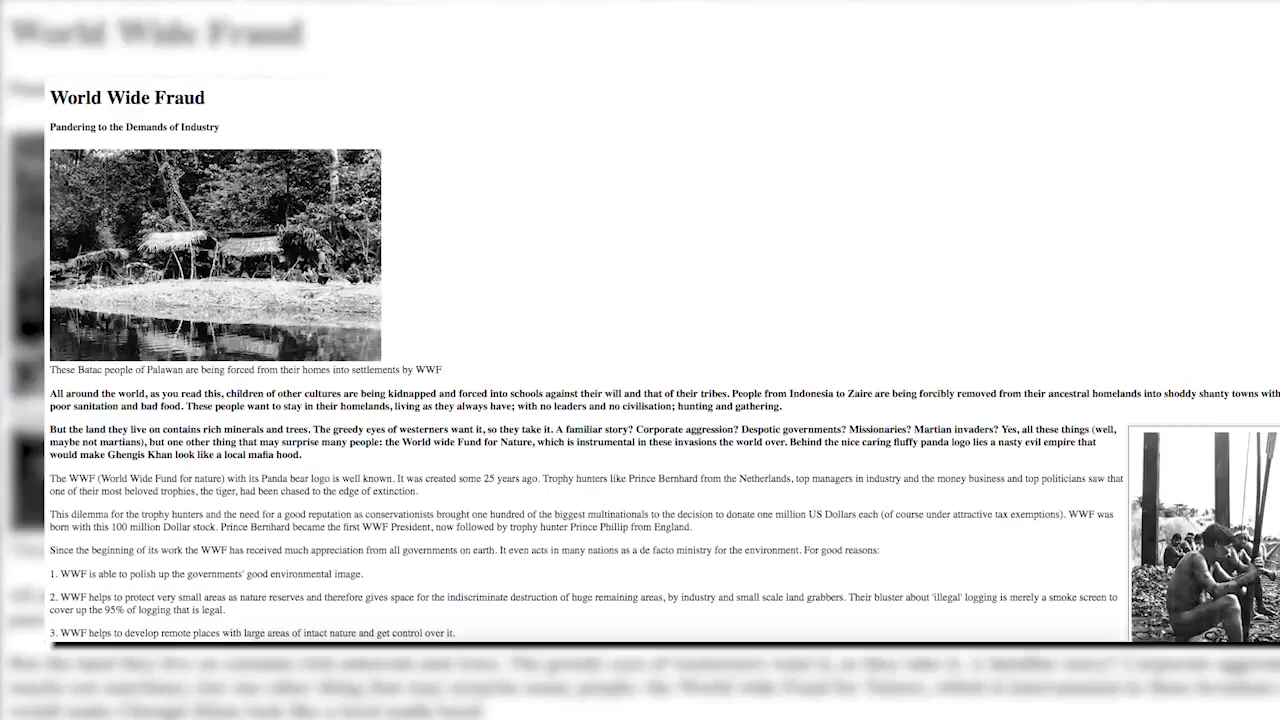 World Wide Fraud
World Wide Fraud
Pandering to the Demands of Industry
These Batac people of Palawan are being forced from their homes into settlements by WWF
All around the world, as you read this, children of other cultures are being kidnapped and forced into schools against their will and that of their tribes. People from Indonesia to Zaire are being forcibly removed from their ancestral homelands into shoddy shanty towns with
poor sanitation and bad food. These people want to stay in their homelands, living as they always have; with no leaders and no civilisation; hunting and gathering.
But the land they live on contains rich minerals and trees. The greedy eyes of westerners want it, so they take it. A familiar story? Corporate aggression? Despotic governments? Missionaries? Martian invaders? Yes, all these things (well,
maybe not martians), but one other thing that may surprise many people: the World wide Fund for Nature, which is instrumental in these invasions the world over. Behind the nice caring fluffy panda logo lies a nasty evil empire that
would make Ghengis Khan look like a local mafia hood.
The WWF (World Wide Fund for nature) with its Panda bear logo is well known. It was created some 25 years ago. Trophy hunters like Prince Bernhard from the Netherlands, top managers in industry and the money business and top politicians saw that
one of their most beloved trophies, the tiger, had been chased to the edge of extinction.
This dilemma for the trophy hunters and the need for a good reputation as conservationists brought one hundred of the biggest multinationals to the decision to donate one million US Dollars each (of course under attractive tax exemptions). WWF was
born with this 100 million Dollar stock. Prince Bernhard became the first WWF President, now followed by trophy hunter Prince Phillip from England.
Since the beginning of its work the WWF has received much appreciation from all governments on earth. It even acts in many nations as a de facto ministry for the environment. For good reasons:
1. WWF is able to polish up the governments' good environmental image.
2. WWF helps to protect very small areas as nature reserves and therefore gives space for the indiscriminate destruction of huge remaining areas, by industry and small scale land grabbers. Their bluster about 'illegal' logging is merely a smoke screen to
cover up the 95% of logging that is legal.
3. WWF helps to develop remote places with large areas of intact nature and get control over it.